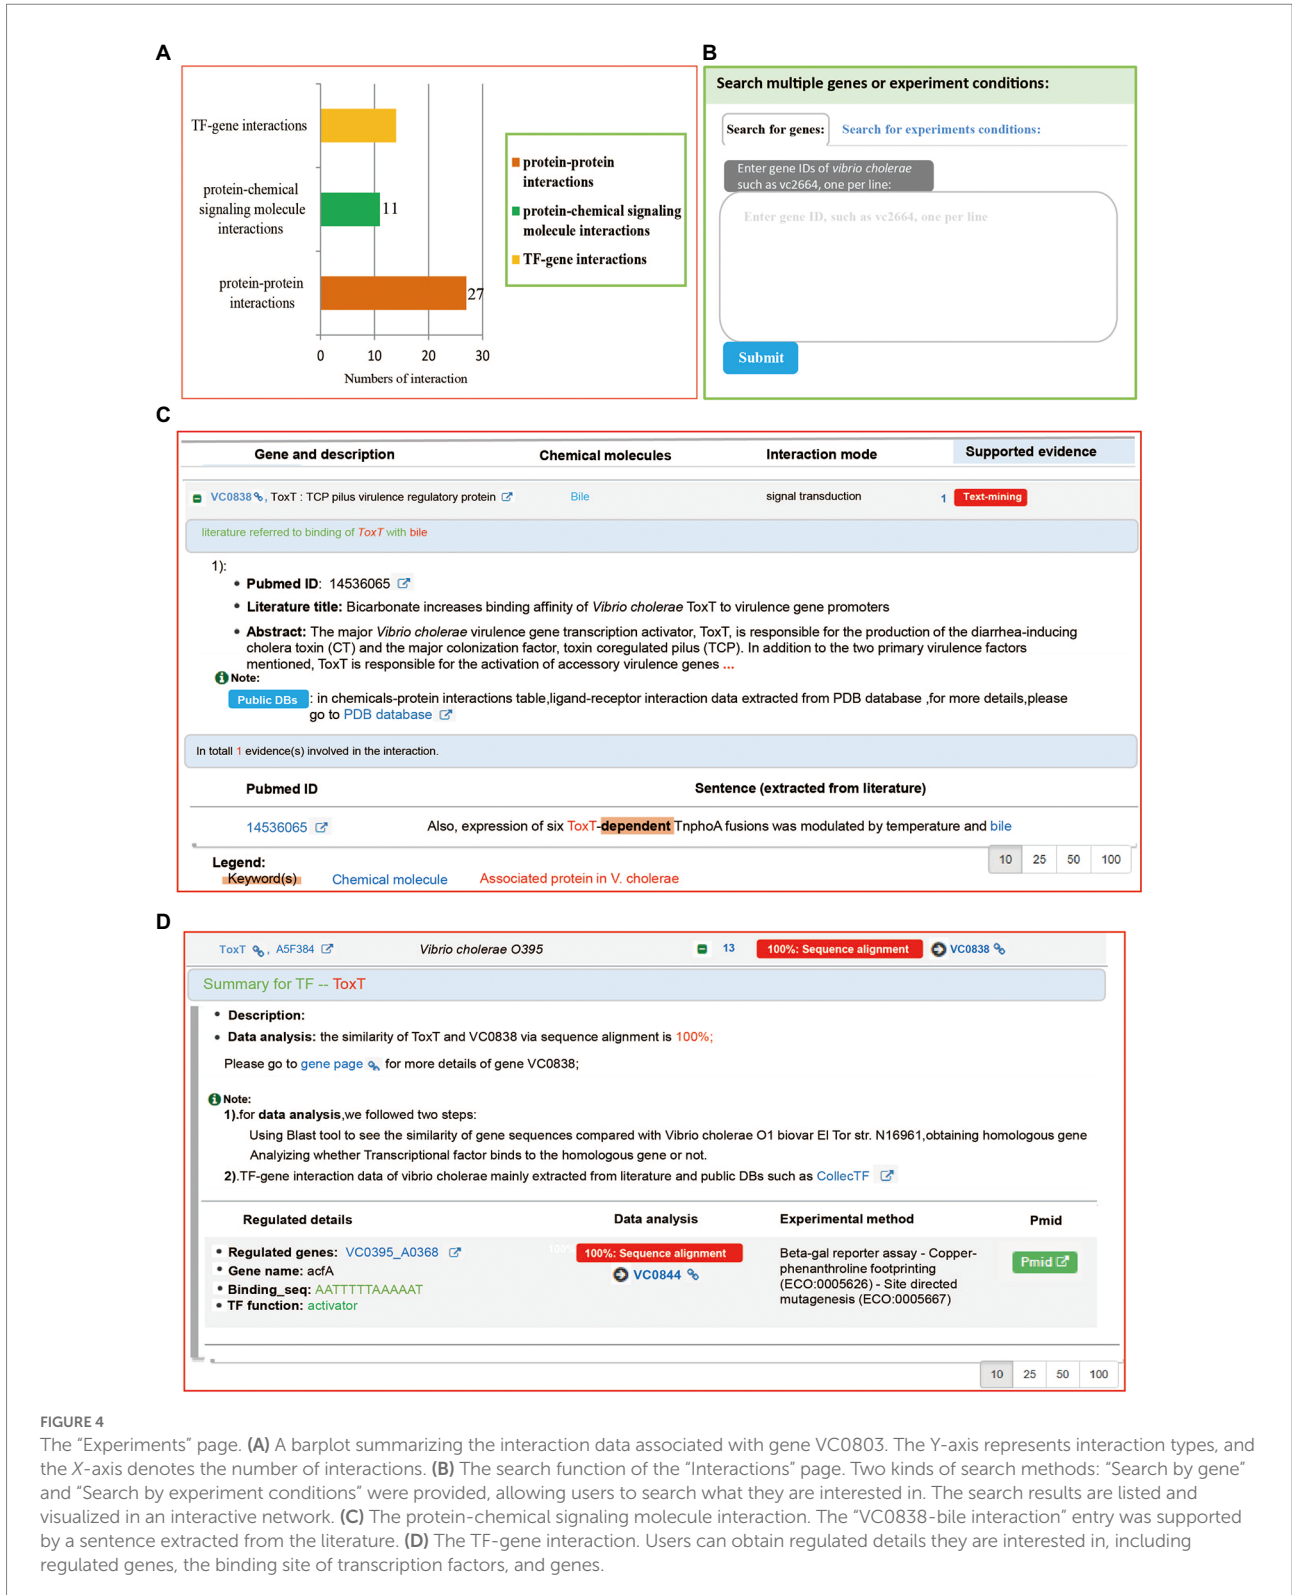 A
TF-gene interactions
protein-chemical
signaling molecule
interactions
11
protein-protein
interactions
27
0 10 20 30
Numbers of interaction
protein-protein
interactions
protein-chemical signaling
molecule interactions
TF-gene interactions
B
Search multiple genes or experiment conditions:
Search for genes: Search for experiments conditions:
Enter gene IDs of vibrio cholerae
such as vc2664, one per line:
Enter gene ID, such as vc2664, one per line
Submit
C
Gene and description Chemical molecules Interaction mode Supported evidence
VC0838, ToxT : TCP pilus virulence regulatory protein Bile signal transduction 1 Text-mining
literature referred to binding of ToxT with bile
1):
• Pubmed ID: 14536065
• Literature title: Bicarbonate increases binding affinity of Vibrio cholerae ToxT to virulence gene promoters
• Abstract: The major Vibrio cholerae virulence gene transcription activator, ToxT, is responsible for the production of the diarrhea-inducing
cholera toxin (CT) and the major colonization factor, toxin coregulated pilus (TCP). In addition to the two primary virulence factors
mentioned, ToxT is responsible for the activation of accessory virulence genes ...
Note:
Public DBs : in chemicals-protein interactions table,ligand-receptor interaction data extracted from PDB database ,for more details,please
go to PDB database
In totall 1 evidence(s) involved in the interaction.
Pubmed ID Sentence (extracted from literature)
14536065 Also, expression of six ToxT-dependent TnphoA fusions was modulated by temperature and bile
10 25 50 100
Legend:
Keyword(s) Chemical molecule Associated protein in V. cholerae
D
ToxT , A5F384 Vibrio cholerae O395 13 100%: Sequence alignment VC0838
Summary for TF -- ToxT
• Description:
• Data analysis: the similarity of ToxT and VC0838 via sequence alignment is 100%;
Please go to gene page for more details of gene VC0838;
Note:
1).for data analysis,we followed two steps:
Using Blast tool to see the similarity of gene sequences compared with Vibrio cholerae O1 biovar El Tor str. N16961,obtaining homologous gene
Analyizing whether Transcriptional factor binds to the homologous gene or not.
2).TF-gene interaction data of vibrio cholerae mainly extracted from literature and public DBs such as CollecTF
Regulated details Data analysis Experimental method Pmid
• Regulated genes: VC0395_A0368
• Gene name: acfA
• Binding_seq: AATTTTTAAAAAT
• TF function: activator
100%: Sequence alignment
VC0844
Beta-gal reporter assay - Copper-
phenanthroline footprinting
(ECO:0005626) - Site directed
mutagenesis (ECO:0005667)
Pmid
10 25 50 100
FIGURE 4
The "Experiments" page. (A) A barplot summarizing the interaction data associated with gene VC0803. The Y-axis represents interaction types, and
the X-axis denotes the number of interactions. (B) The search function of the "Interactions" page. Two kinds of search methods: "Search by gene"
and "Search by experiment conditions" were provided, allowing users to search what they are interested in. The search results are listed and
visualized in an interactive network. (C) The protein-chemical signaling molecule interaction. The "VC0838-bile interaction" entry was supported
by a sentence extracted from the literature. (D) The TF-gene interaction. Users can obtain regulated details they are interested in, including
regulated genes, the binding site of transcription factors, and genes.